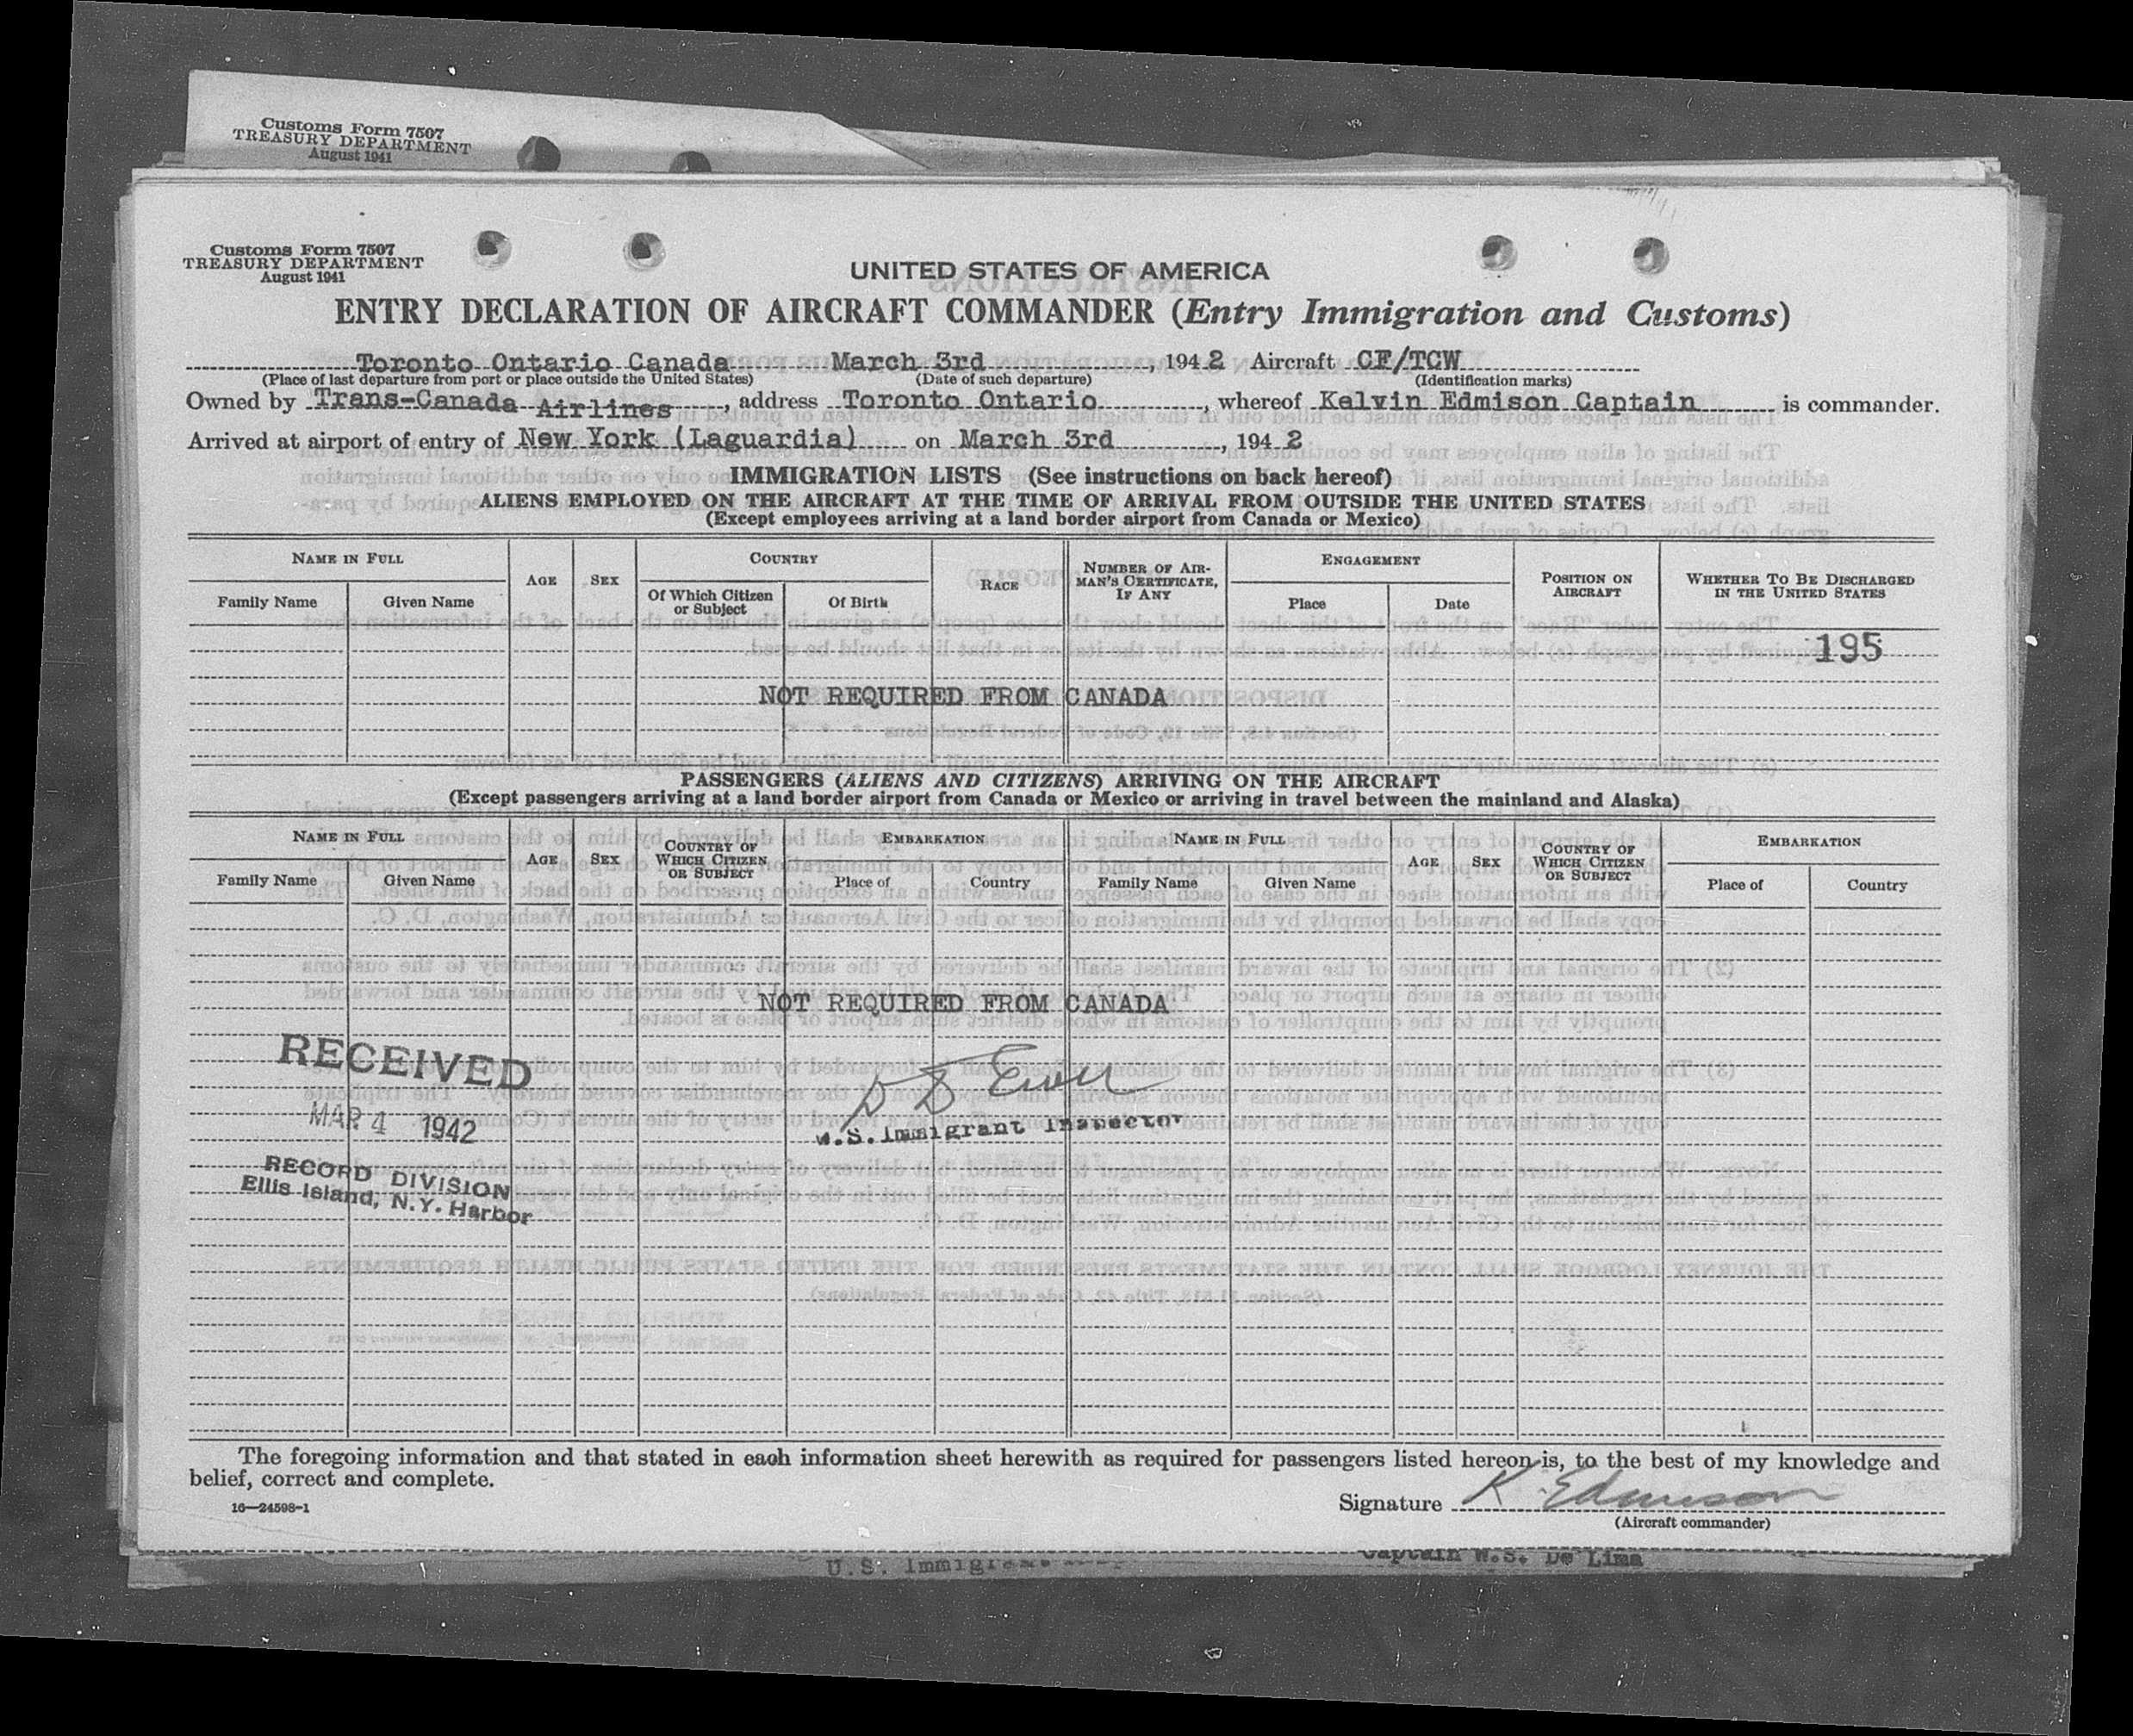 Customs Form 7507
TREASURY DEPARTMENT
August 1941
Customs Form 7507
TREASURY DEPARTMENT
August 1941
UNITED STATES OF AMERICA
ENTRY DECLARATION OF AIRCRAFT COMMANDER (Entry Immigration and Customs)
Toronto Ontario Canada March 3rd, 1942 Aircraft CF/TCW
(Place of last departure from port or place outside the United States) (Date of such departure) (Identification marks)
Owned by Trans-Canada Airlines, address Toronto Ontario, whereof Kelvin Edmison Captain is commander.
Arrived at airport of entry of New York (Laguardia) on March 3rd, 1942
IMMIGRATION LISTS (See instructions on back hereof)
ALIENS EMPLOYED ON THE AIRCRAFT AT THE TIME OF ARRIVAL FROM OUTSIDE THE UNITED STATES
(Except employees arriving at a land border airport from Canada or Mexico)
NAME IN FULL AGE SEX COUNTRY RACE NUMBER OF AIRMAN'S CERTIFICATE, IF ANY ENGAGEMENT POSITION ON AIRCRAFT WHETHER TO BE DISCHARGED IN THE UNITED STATES
Family Name Given Name Of Which Citizen or Subject Of Birth Place Date
195
NOT REQUIRED FROM CANADA
PASSENGERS (ALIENS AND CITIZENS) ARRIVING ON THE AIRCRAFT
(Except passengers arriving at a land border airport from Canada or Mexico or arriving in travel between the mainland and Alaska)
NAME IN FULL AGE SEX COUNTRY OF WHICH CITIZEN OR SUBJECT EMBARKATION NAME IN FULL AGE SEX COUNTRY OF WHICH CITIZEN OR SUBJECT EMBARKATION
Family Name Given Name Place of Country Family Name Given Name Place of Country
NOT REQUIRED FROM CANADA
RECEIVED
MAR 4 1942
U.S. Immigrant Inspector
RECORD DIVISION
Ellis Island, N.Y. Harbor
The foregoing information and that stated in each information sheet herewith as required for passengers listed hereon is, to the best of my knowledge and
belief, correct and complete.
16—24598-1
Signature K. Edmison
(Aircraft commander)
Captain W.S. De Lima
U.S. Immigrant